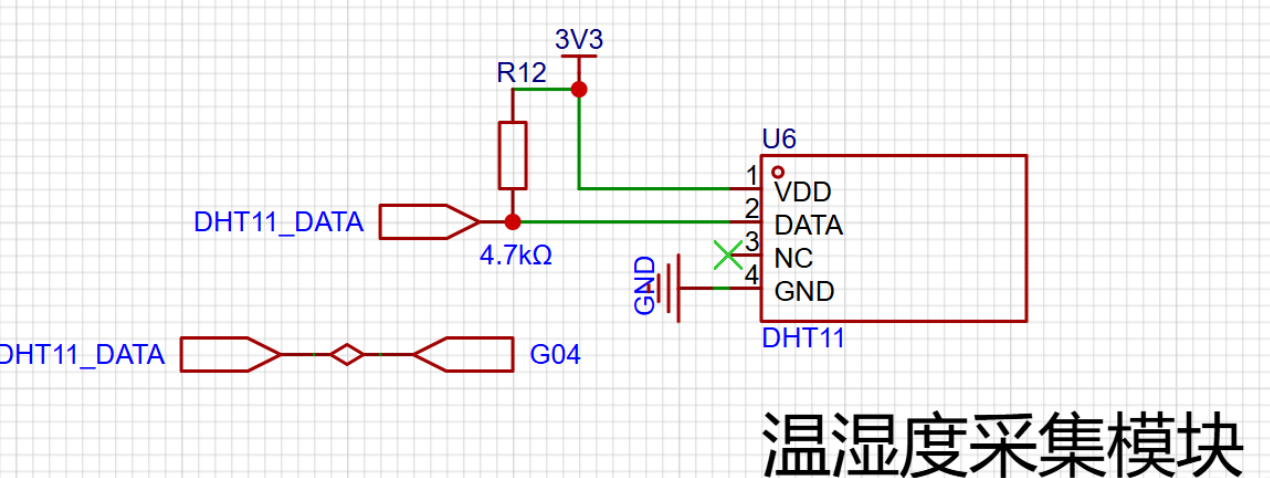 3V3
R12
U6
1
VDD
2
DHT11_DATA
DATA
3
4.7kΩ
NC
4
GND
GND
DHT11
DHT11_DATA
G04
温湿度采集模块